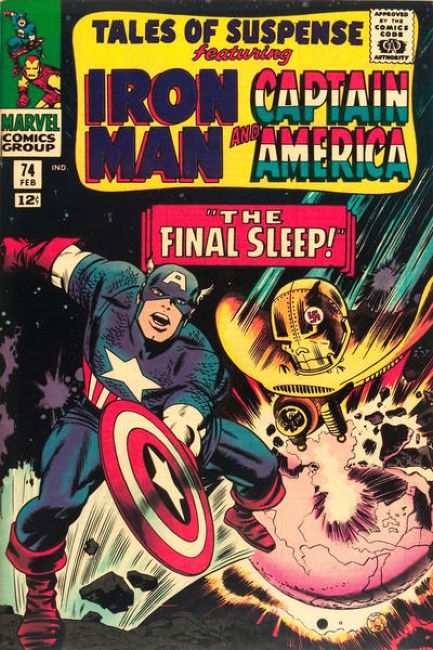 TALES OF SUSPENSE
featuring
IRON MAN AND CAPTAIN AMERICA
APPROVED
BY THE
COMICS
CODE
CA
AUTHORITY
MARVEL
COMICS
GROUP
74
FEB
IND.
12¢
"THE
FINAL SLEEP!"
A